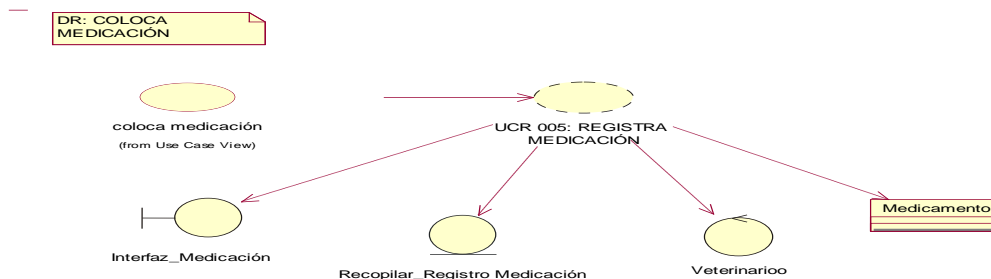 DR: COLOCA
MEDICACIÓN
coloca medicación
(from Use Case View)
UCR 005: REGISTRA
MEDICACIÓN
Interfaz_Medicación
Recopilar_Registro Medicación
Veterinarioo
Medicamento